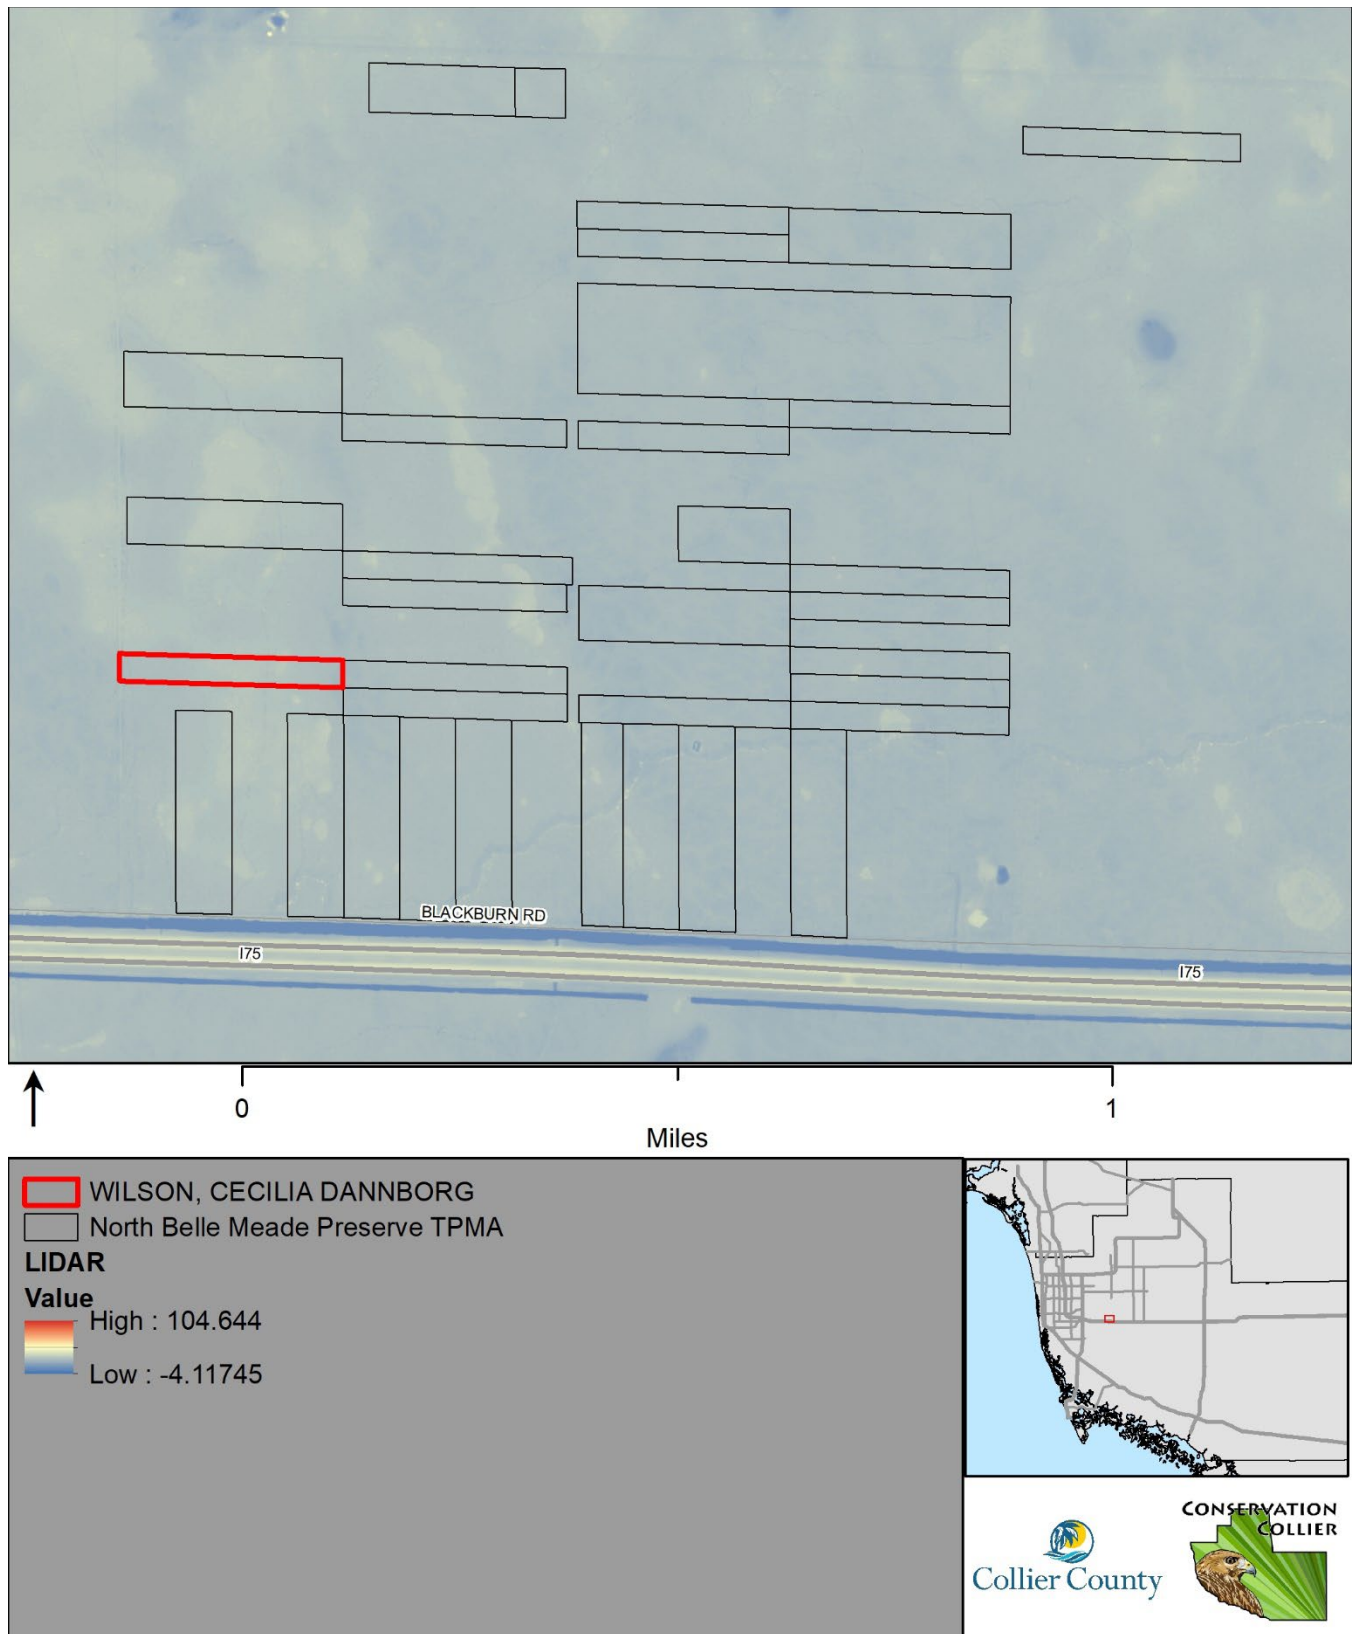 BLACKBURN RD
I75
I75
0
1
Miles
WILSON, CECILIA DANNBORG
North Belle Meade Preserve TPMA
LIDAR
Value
High : 104.644
Low : -4.11745
CONSERVATION
COLLIER
Collier County